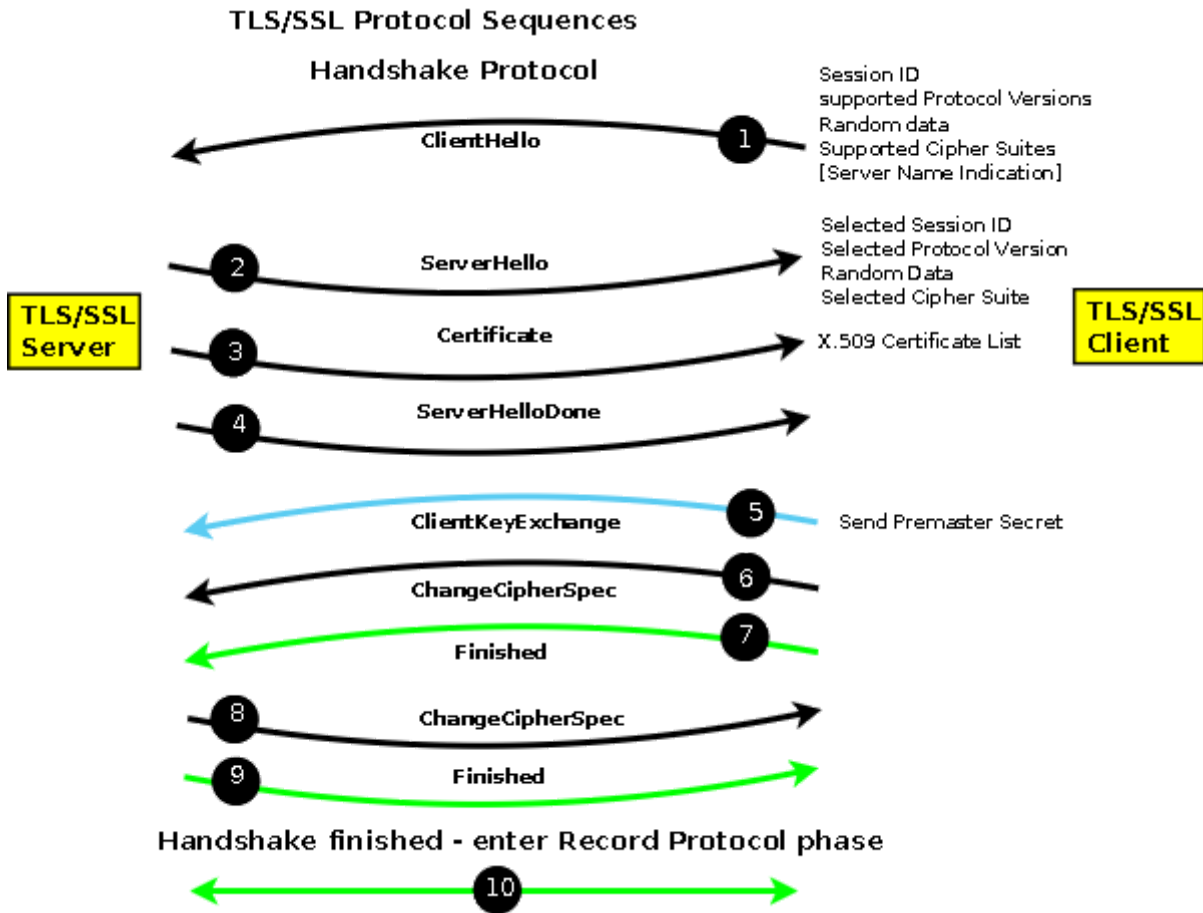 TLS/SSL Protocol Sequences
Handshake Protocol
Session ID
supported Protocol Versions
Random data
Supported Cipher Suites
[Server Name Indication]
1
ClientHello
Selected Session ID
Selected Protocol Version
Random Data
Selected Cipher Suite
2
ServerHello
TLS/SSL
Server
TLS/SSL
Client
3
Certificate
X.509 Certificate List
4
ServerHelloDone
5
ClientKeyExchange
Send Premaster Secret
6
ChangeCipherSpec
7
Finished
8
ChangeCipherSpec
9
Finished
Handshake finished - enter Record Protocol phase
10